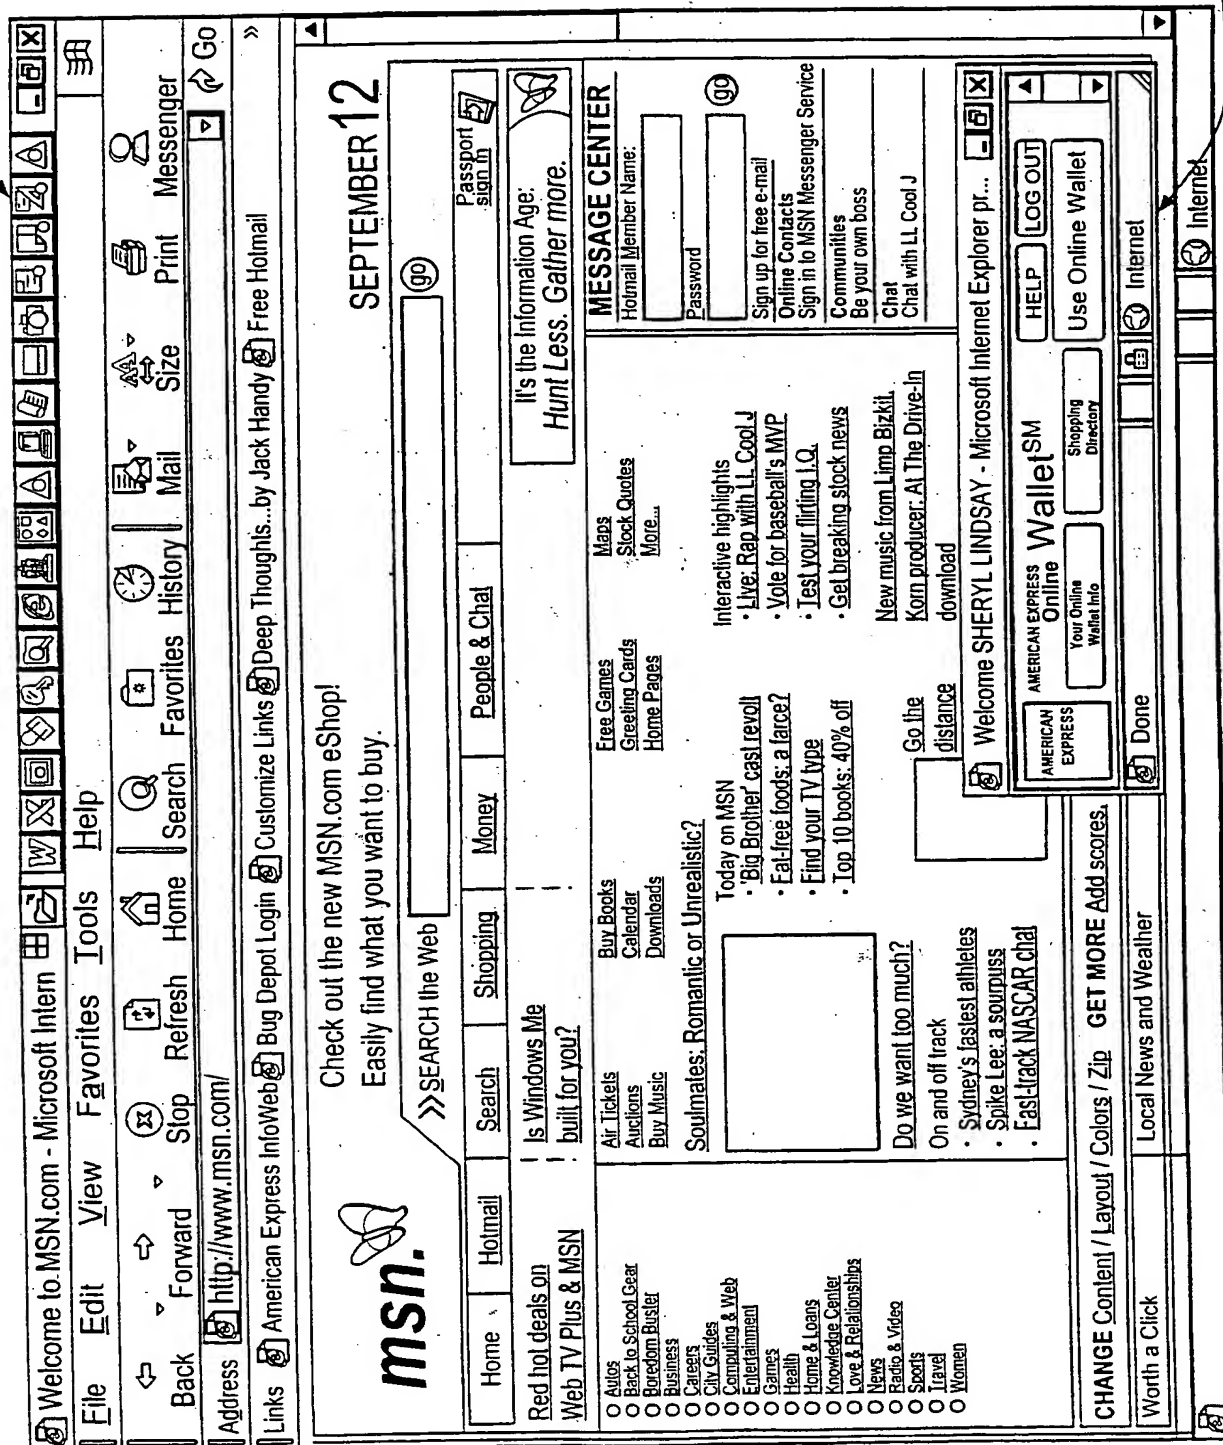 Welcome to MSN.com - Microsoft Intern
File Edit View Favorites Tools Help
Back Forward Stop Refresh Home Search Favorites History Mail Size Print Messenger
Address http://www.msn.com/ Go
Links American Express InfoWeb Bug Depot Login Customize Links Deep Thoughts...by Jack Handy Free Hotmail »
msn.
Check out the new MSN.com eShop!
Easily find what you want to buy.
SEPTEMBER 12
>>SEARCH the Web go
Home Hotmail Search Shopping Money People & Chat Passport sign in
Red hot deals on
Web TV Plus & MSN
Is Windows Me
built for you?
It's the Information Age:
Hunt Less. Gather more.
Autos
Back to School Gear
Boredom Buster
Business
Careers
City Guides
Computing & Web
Entertainment
Games
Health
Home & Loans
Knowledge Center
Love & Relationships
News
Radio & Video
Sports
Travel
Women
Air Tickets
Auctions
Buy Music
Buy Books
Calendar
Downloads
Free Games
Greeting Cards
Home Pages
Maps
Stock Quotes
More...
Soulmates: Romantic or Unrealistic?
Do we want too much?
On and off track
· Sydney's fastest athletes
· Spike Lee: a sourpuss
· Fast-track NASCAR chat
Today on MSN
· 'Big Brother' cast revolt
· Fat-free foods: a farce?
· Find your TV type
· Top 10 books: 40% off
Go the
distance
Interactive highlights
· Live: Rap with LL Cool J
· Vote for baseball's MVP
· Test your flirting I.Q.
· Get breaking stock news
New music from Limp Bizkit,
Korn producer: At The Drive-In
download
MESSAGE CENTER
Hotmail Member Name:
Password
go
Sign up for free e-mail
Online Contacts
Sign in to MSN Messenger Service
Communities
Be your own boss
Chat
Chat with LL Cool J
CHANGE Content / Layout / Colors / Zip GET MORE Add scores,
Worth a Click Local News and Weather
Welcome SHERYL LINDSAY - Microsoft Internet Explorer pr...
AMERICAN
EXPRESS
AMERICAN EXPRESS
Online Wallet SM
HELP LOG OUT
Your Online
Wallet Info
Shopping
Directory
Use Online Wallet
Done Internet
Internet